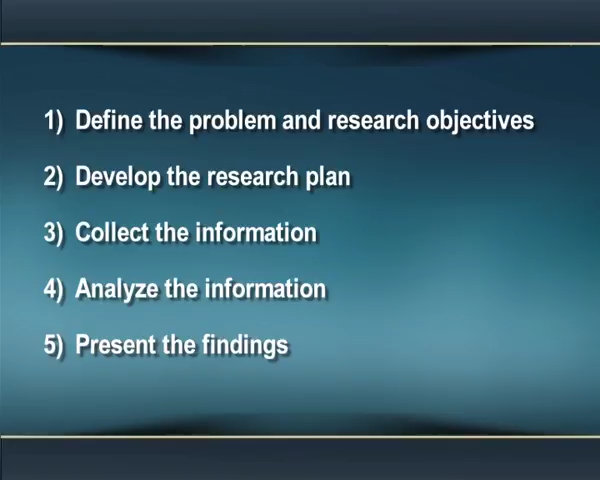 1) Define the problem and research objectives
2) Develop the research plan
3) Collect the information
4) Analyze the information
5) Present the findings